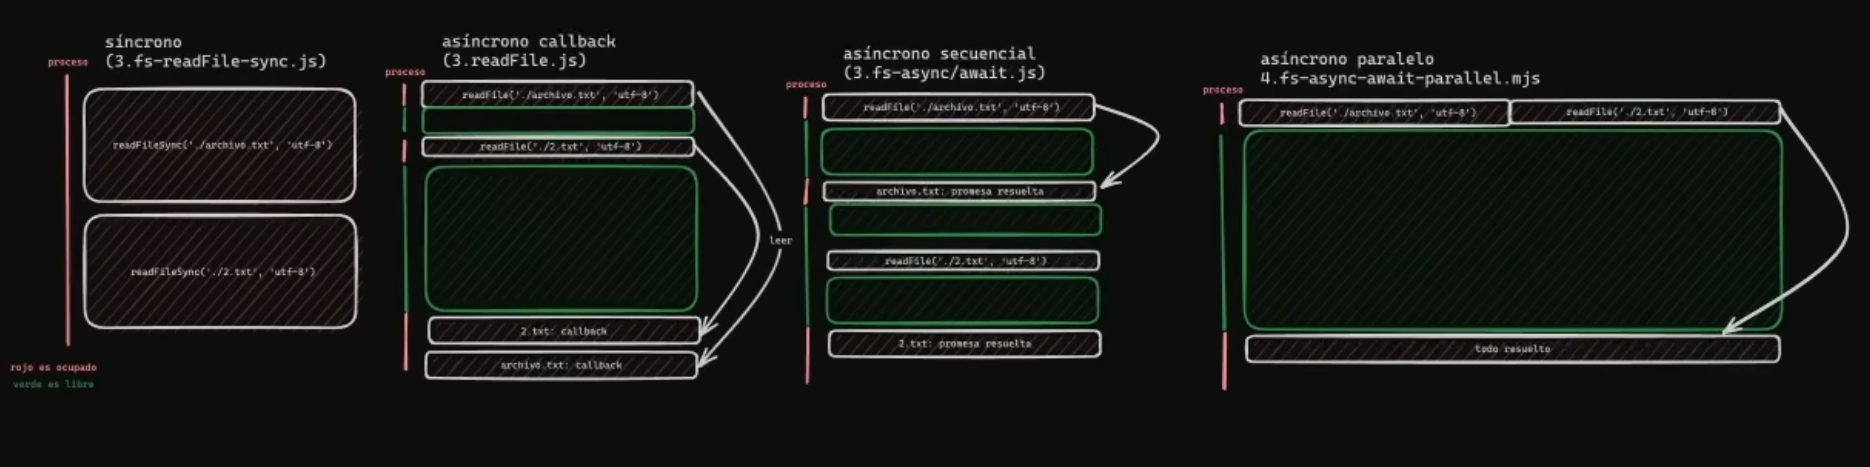 síncrono
(3.fs-readFile-sync.js)
proceso
readFileSync('./archivo.txt', 'utf-8')
readFileSync('./2.txt', 'utf-8')
rojo es ocupado
verde es libre
asíncrono callback
(3.readFile.js)
proceso
readFile('./archivo.txt', 'utf-8')
readFile('./2.txt', 'utf-8')
leer
2.txt: callback
archivo.txt: callback
asíncrono secuencial
(3.fs-async/await.js)
proceso
readFile('./archivo.txt', 'utf-8')
archivo.txt: promesa resuelta
readFile('./2.txt', 'utf-8')
2.txt: promesa resuelta
asíncrono paralelo
4.fs-async-await-parallel.mjs
proceso
readFile('./archivo.txt', 'utf-8')
readFile('./2.txt', 'utf-8')
todo resuelto